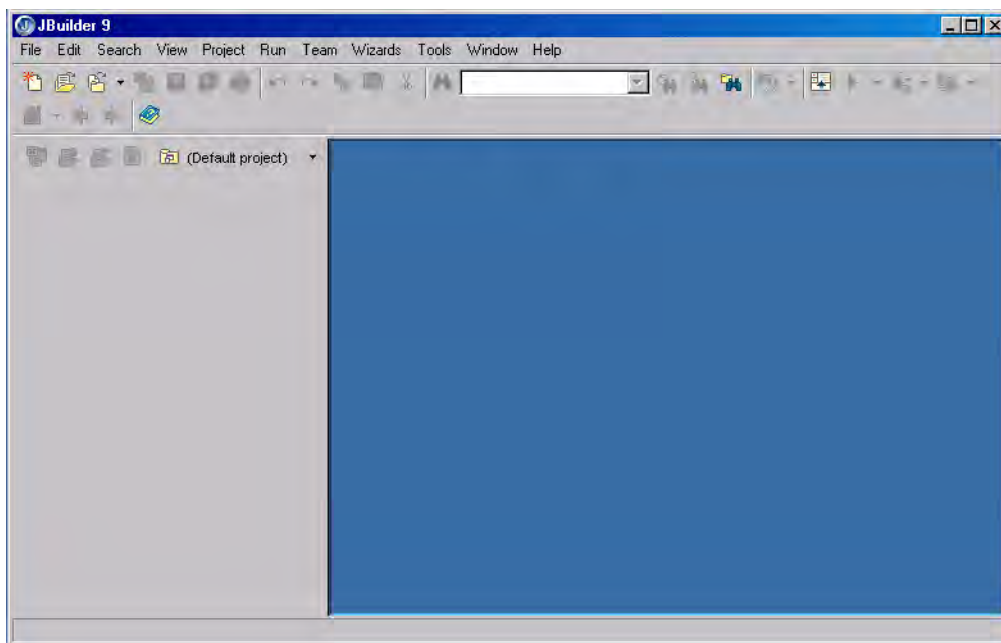 JBuilder 9
File Edit Search View Project Run Team Wizards Tools Window Help
(Default project)